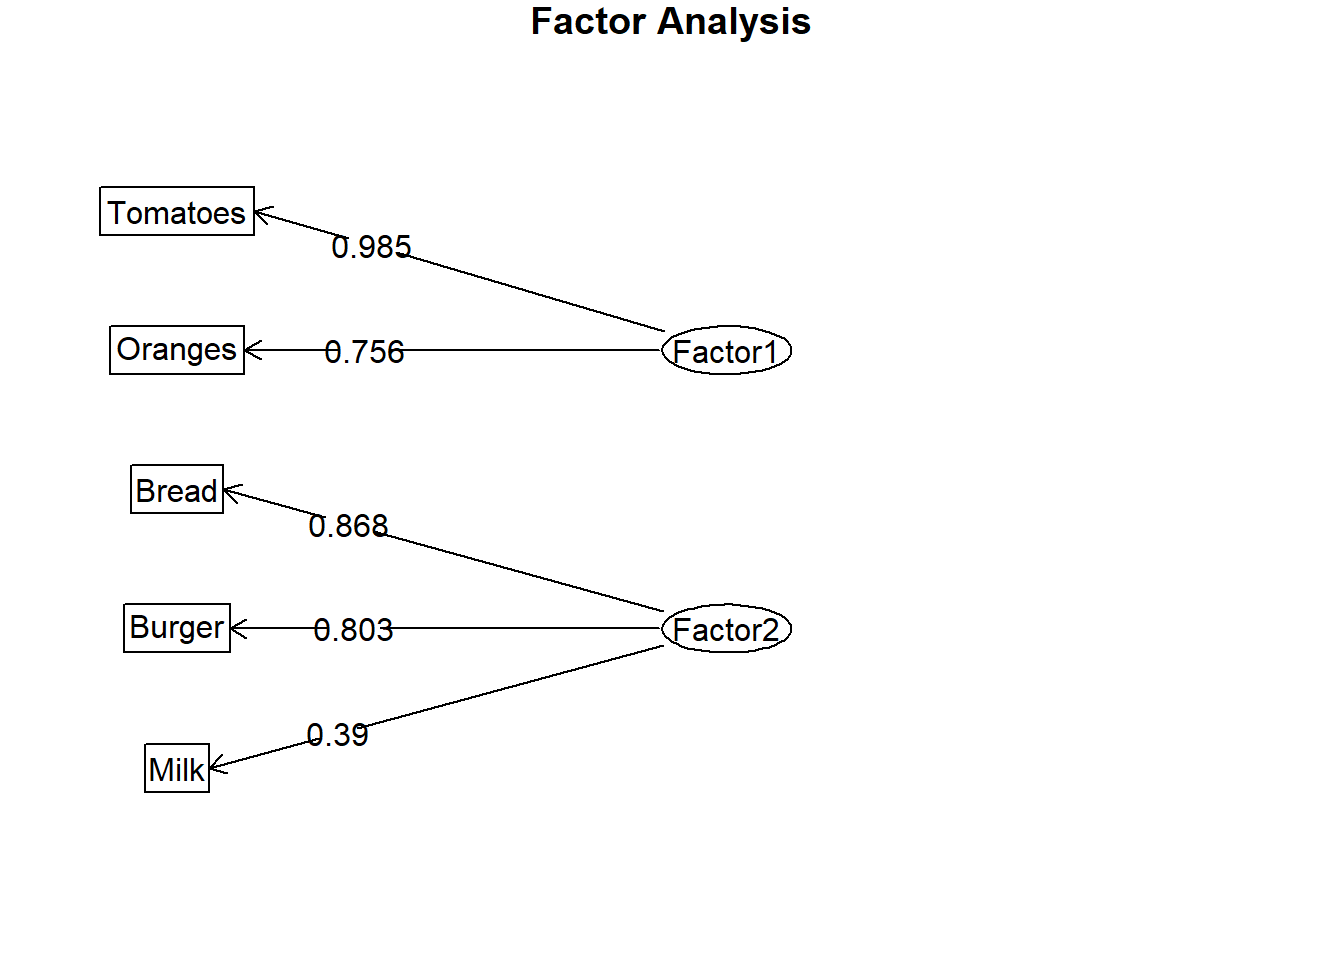 Factor Analysis
Tomatoes
0.985
Oranges
0.756
Factor1
Bread
0.868
Burger
0.803
Factor2
0.39
Milk